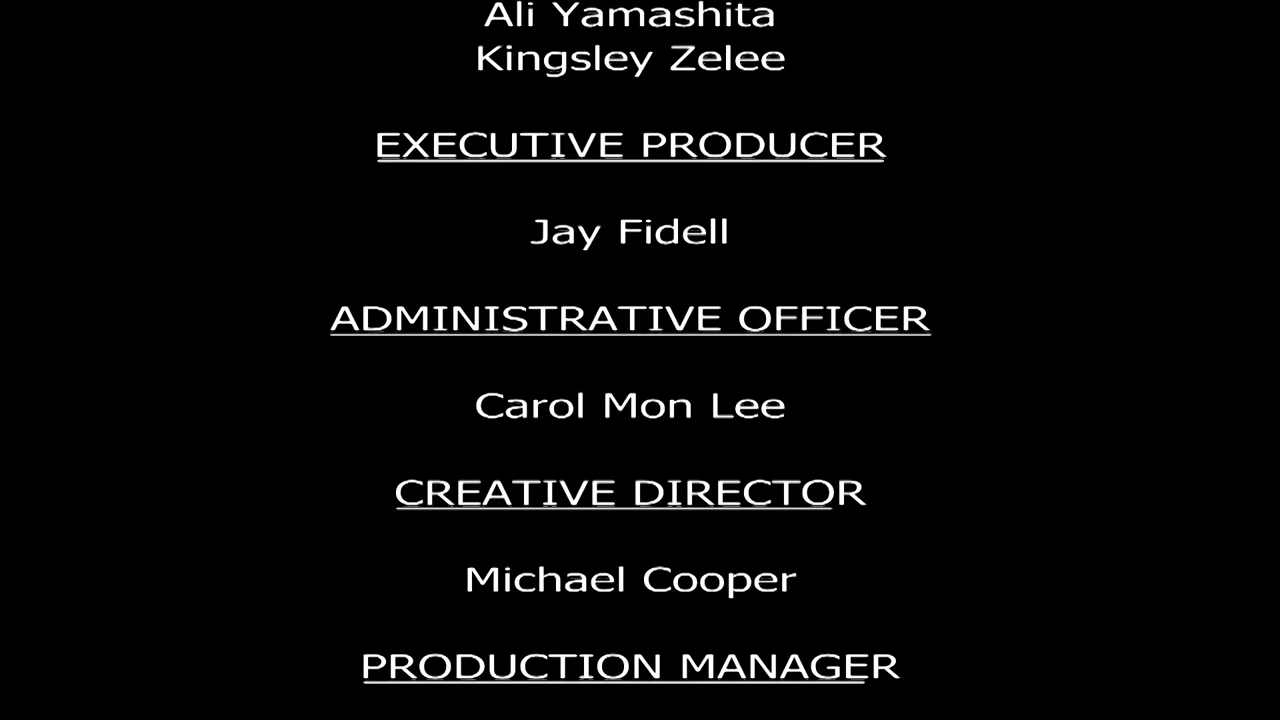 Ali Yamashita
Kingsley Zelee
EXECUTIVE PRODUCER
Jay Fidell
ADMINISTRATIVE OFFICER
Carol Mon Lee
CREATIVE DIRECTOR
Michael Cooper
PRODUCTION MANAGER